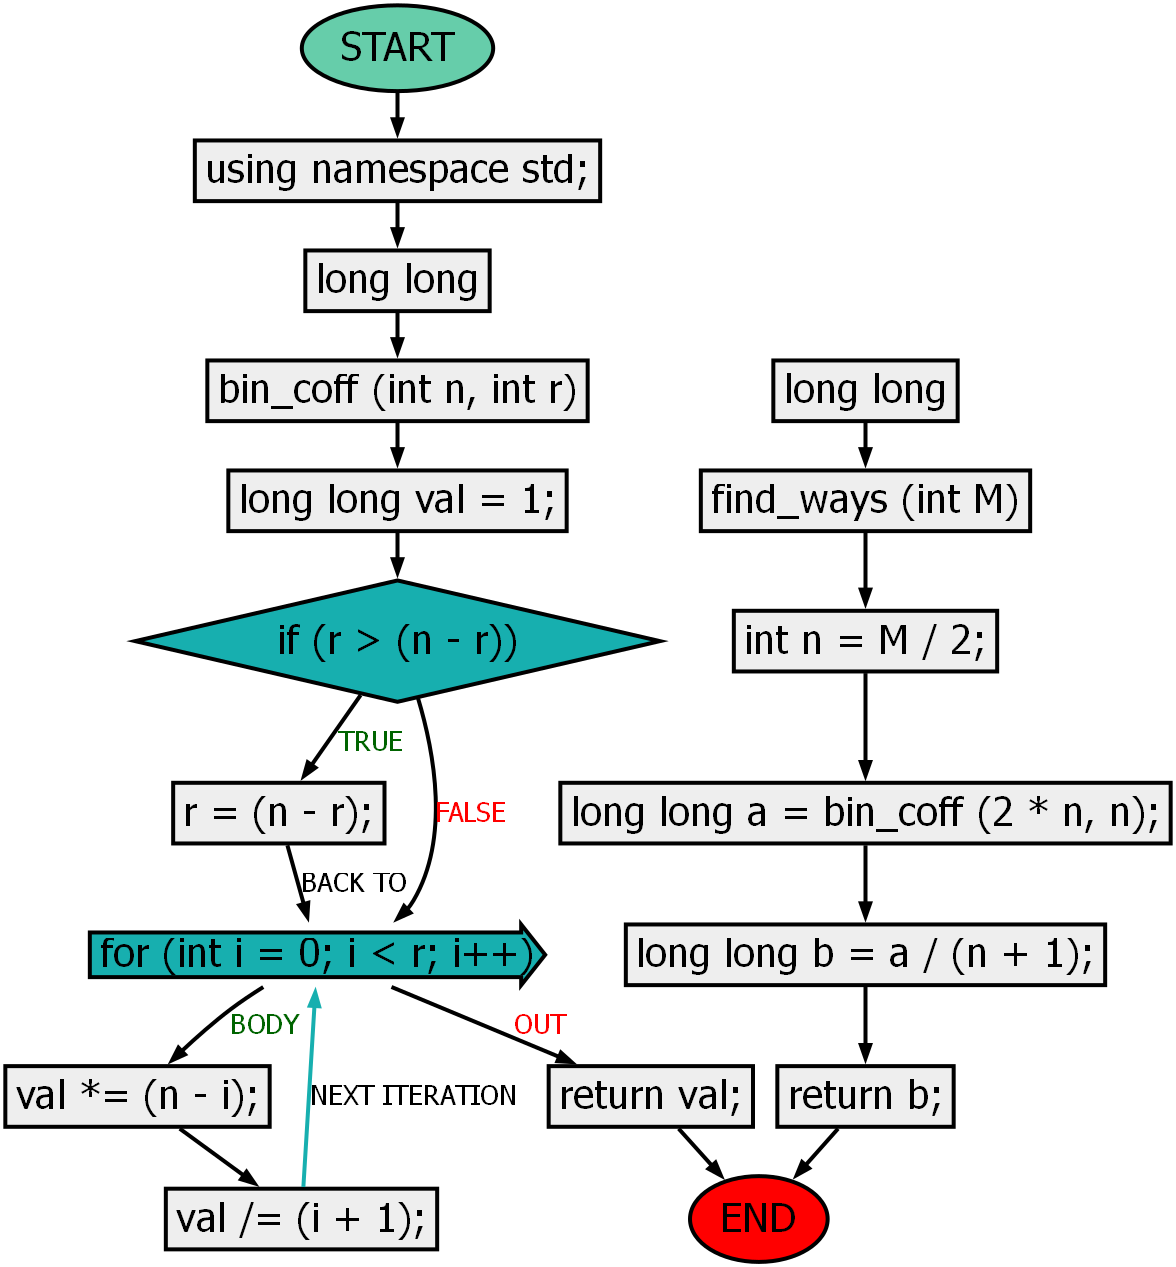 START
using namespace std;
long long
bin_coff (int n, int r)
long long val = 1;
if (r > (n - r))
TRUE
r = (n - r);
FALSE
BACK TO
for (int i = 0; i < r; i++)
BODY
OUT
val *= (n - i);
NEXT ITERATION
return val;
val /= (i + 1);
long long
find_ways (int M)
int n = M / 2;
long long a = bin_coff (2 * n, n);
long long b = a / (n + 1);
return b;
END